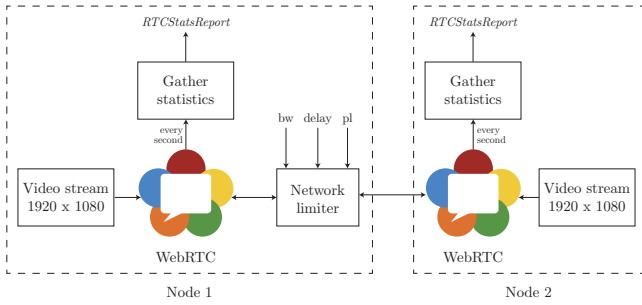 RTCStatsReport
RTCStatsReport
Gather
statistics
Gather
statistics
bw delay pl
every
second
every
second
Video stream
1920 x 1080
Network
limiter
Video stream
1920 x 1080
WebRTC
WebRTC
Node 1
Node 2